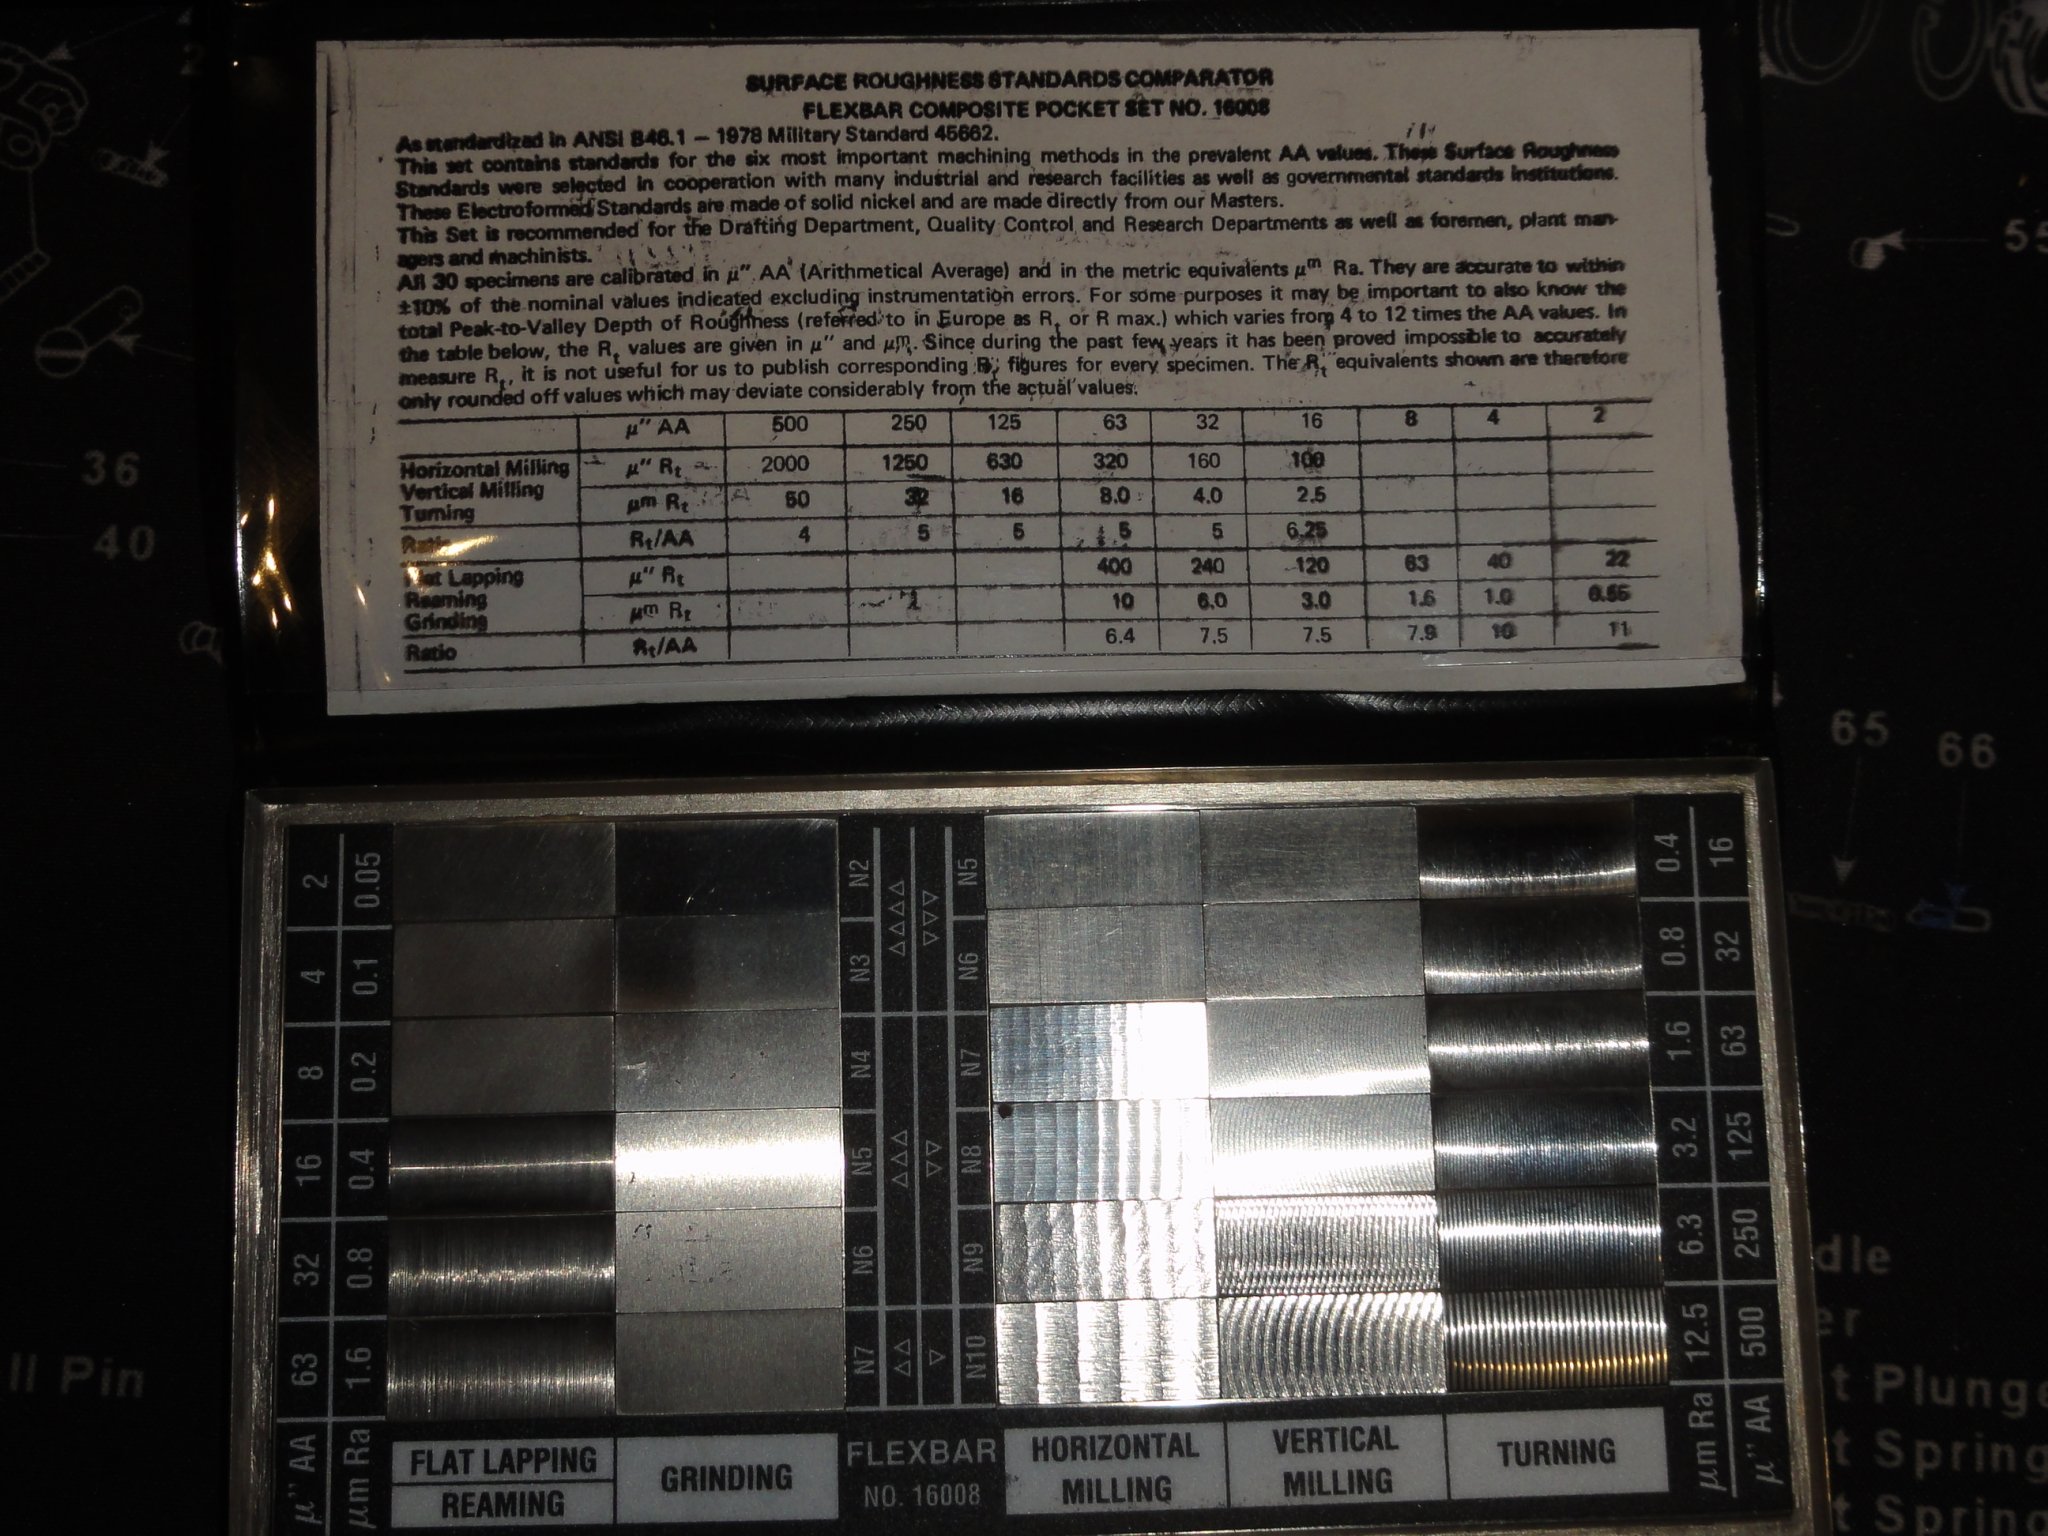 SURFACE ROUGHNESS STANDARDS COMPARATOR
FLEXBAR COMPOSITE POCKET SET NO. 16008
As standardized in ANSI B46.1 – 1978 Military Standard 45662.
This set contains standards for the six most important machining methods in the prevalent AA values. These Surface Roughness
Standards were selected in cooperation with many industrial and research facilities as well as governmental standards institutions.
These Electroformed Standards are made of solid nickel and are made directly from our Masters.
This Set is recommended for the Drafting Department, Quality Control and Research Departments as well as foremen, plant man-
agers and machinists.
All 30 specimens are calibrated in μ" AA (Arithmetical Average) and in the metric equivalents μm Ra. They are accurate to within
±10% of the nominal values indicated excluding instrumentation errors. For some purposes it may be important to also know the
total Peak-to-Valley Depth of Roughness (referred to in Europe as Rt or R max.) which varies from 4 to 12 times the AA values. In
the table below, the Rt values are given in μ" and μm. Since during the past few years it has been proved impossible to accurately
measure Rt, it is not useful for us to publish corresponding Rt figures for every specimen. The Rt equivalents shown are therefore
only rounded off values which may deviate considerably from the actual values.
μ" AA 500 250 125 63 32 16 8 4 2
Horizontal Milling μ" Rt 2000 1250 630 320 160 100
Vertical Milling
Turning μm Rt 50 32 16 8.0 4.0 2.5
Ratio Rt/AA 4 5 5 5 5 6.25
Flat Lapping μ" Rt 400 240 120 63 40 22
Reaming
Grinding μm Rt 10 6.0 3.0 1.6 1.0 0.55
Ratio Rt/AA 6.4 7.5 7.5 7.9 10 11
2 0.05 N2 N5 0.4 16
4 0.1 △△△△ ▽▽▽ N3 N6 0.8 32
8 0.2 N4 N7 1.6 63
16 0.4 N5 △△△ ▽▽ N8 3.2 125
32 0.8 N6 N9 6.3 250
63 1.6 N7 △△ ▽ N10 12.5 500
μ" AA μm Ra
μm Ra μ" AA
FLAT LAPPING
REAMING
GRINDING
FLEXBAR
NO. 16008
HORIZONTAL
MILLING
VERTICAL
MILLING
TURNING
2
36
40
55
65
66
dle
er
ll Pin
t Plunge
t Spring
t Spring